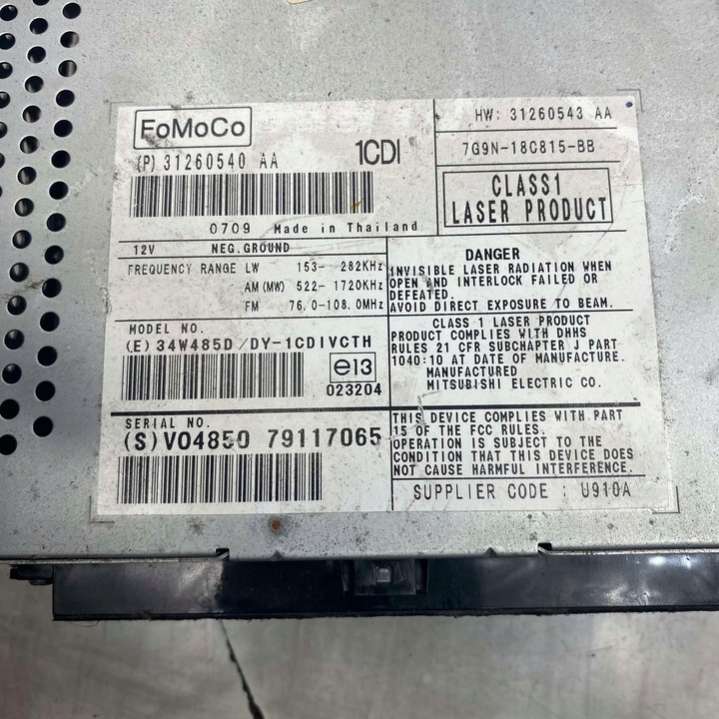 FoMoCo
(P) 31260540 AA
1CDI
0709 Made in Thailand
HW: 31260543 AA
7G9N-18C815-BB
CLASS1
LASER PRODUCT
12V NEG.GROUND
FREQUENCY RANGE LW 153- 282KHz
AM(MW) 522- 1720KHz
FM 76.0-108.0MHz
DANGER
INVISIBLE LASER RADIATION WHEN
OPEN AND INTERLOCK FAILED OR
DEFEATED.
AVOID DIRECT EXPOSURE TO BEAM.
MODEL NO.
(E) 34W485D/DY-1CDIVCTH
e13
023204
CLASS 1 LASER PRODUCT
PRODUCT COMPLIES WITH DHHS
RULES 21 CFR SUBCHAPTER J PART
1040:10 AT DATE OF MANUFACTURE.
MANUFACTURED
MITSUBISHI ELECTRIC CO.
SERIAL NO.
(S)V04850 79117065
THIS DEVICE COMPLIES WITH PART
15 OF THE FCC RULES.
OPERATION IS SUBJECT TO THE
CONDITION THAT THIS DEVICE DOES
NOT CAUSE HARMFUL INTERFERENCE.
SUPPLIER CODE : U910A